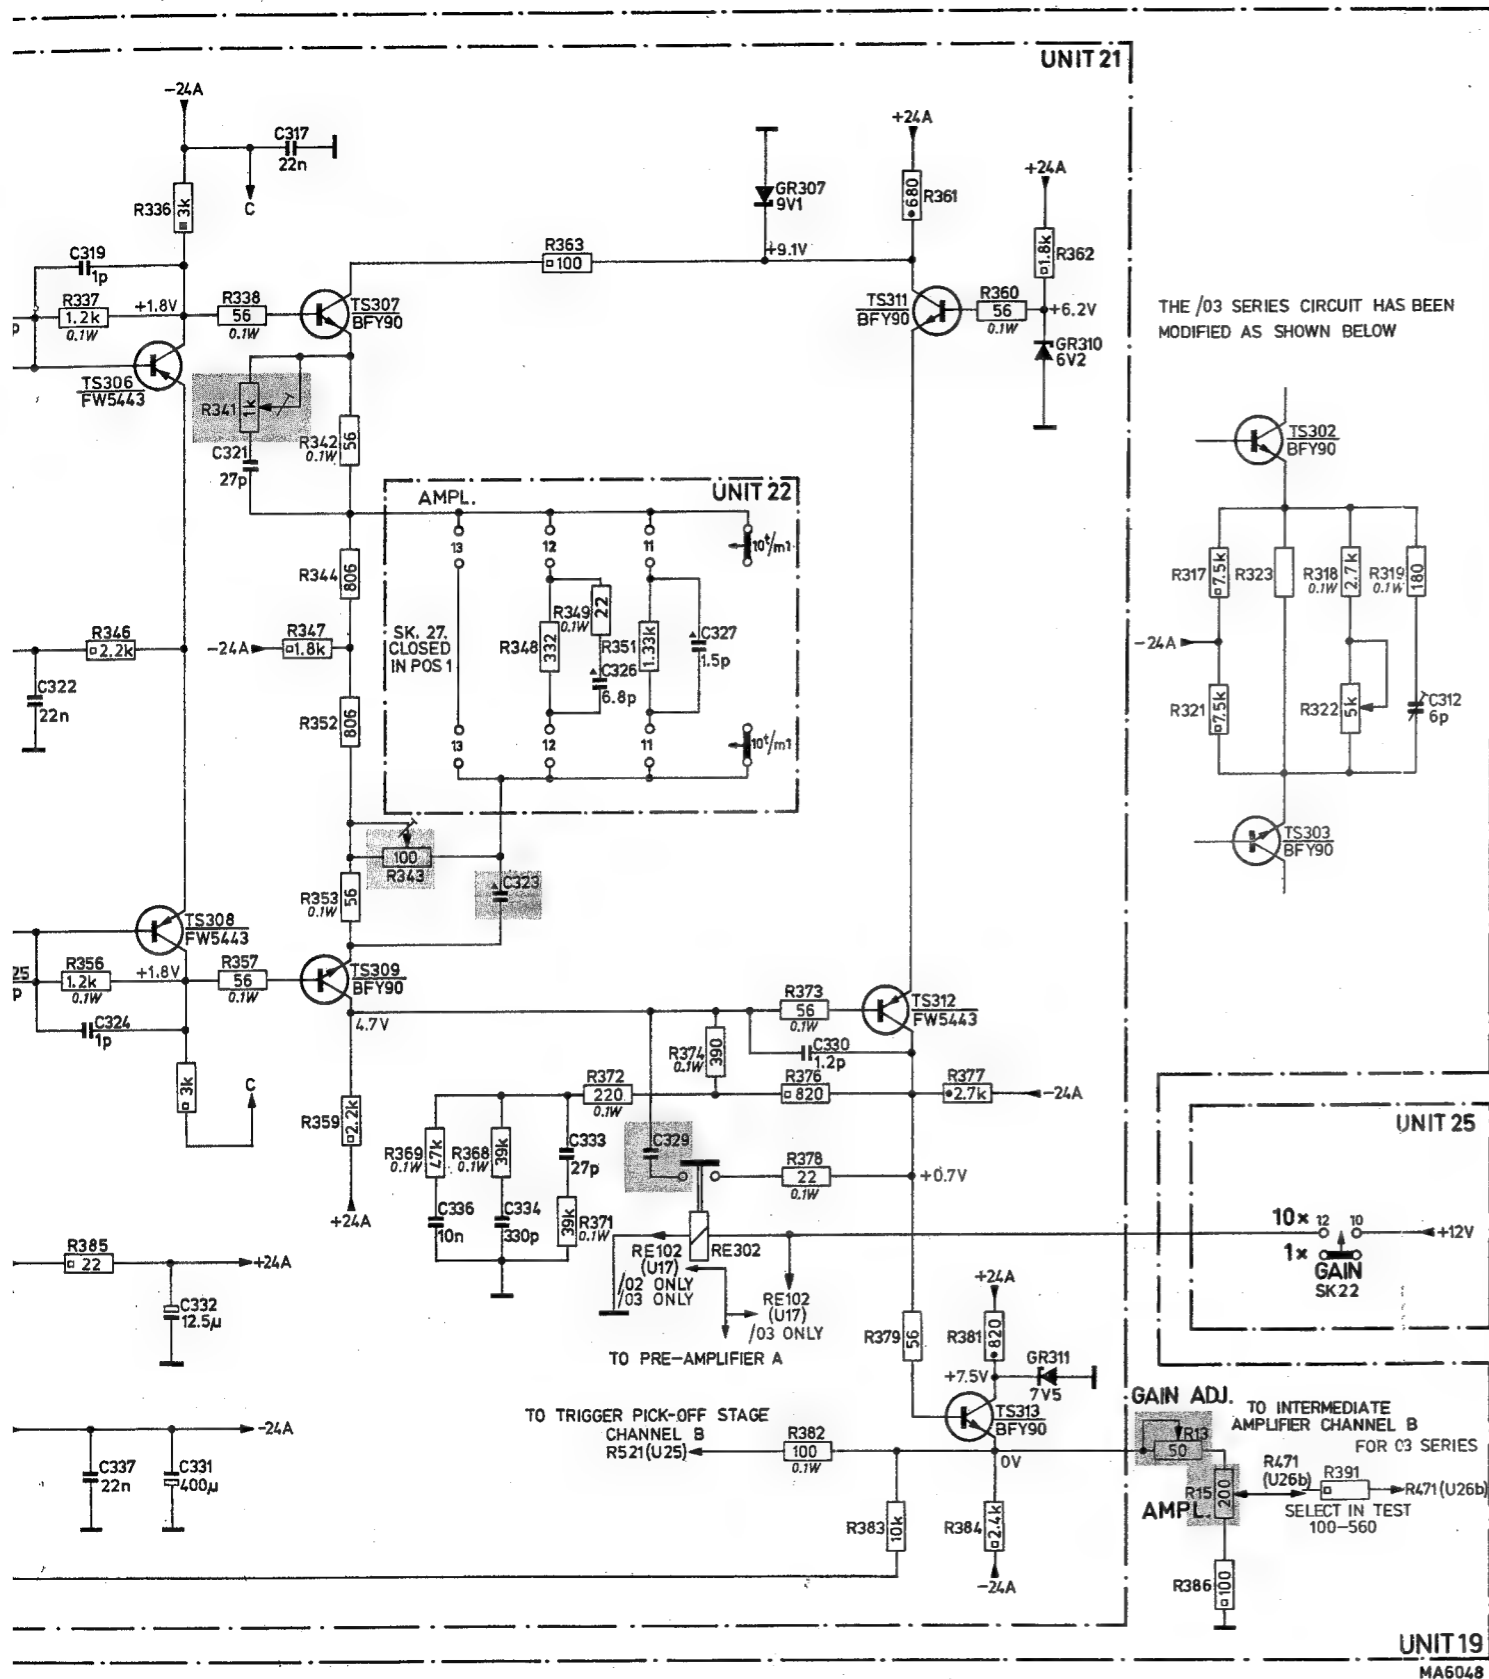 UNIT 21
-24A
C317
22n
C
R336
3k
C319
1p
R337
1.2k
0.1W
+1.8V
R338
56
0.1W
TS307
BFY90
p
TS306
FW5443
R363
100
GR307
9V1
+9.1V
+24A
680
R361
+24A
1.8k
R362
TS311
BFY90
R360
56
0.1W
+6.2V
GR310
6V2
THE /03 SERIES CIRCUIT HAS BEEN
MODIFIED AS SHOWN BELOW
R341
1k
C321
27p
R342
0.1W
56
AMPL.
UNIT 22
13
12
11
10t/m1
R344
806
R346
2.2k
-24A
R347
1.8k
C322
22n
R352
806
SK. 27.
CLOSED
IN POS 1
R348
332
R349
0.1W
22
C326
6.8p
R351
1.33k
C327
1.5p
13
12
11
10t/m1
TS302
BFY90
R317
7.5k
R323
R318
0.1W
2.7k
R319
0.1W
180
-24A
R321
7.5k
R322
5k
C312
6p
TS303
BFY90
100
R343
C323
R353
0.1W
56
TS308
FW5443
25
p
R356
1.2k
0.1W
+1.8V
R357
56
0.1W
TS309
BFY90
C324
1p
4.7V
3k
C
R359
2.2k
+24A
R373
56
0.1W
TS312
FW5443
R374
0.1W
390
C330
1.2p
R372
220
0.1W
R376
820
R377
2.7k
-24A
R369
0.1W
47k
R368
0.1W
39k
C333
27p
C329
R378
22
0.1W
+0.7V
C336
10n
C334
330p
39k
R371
0.1W
RE302
RE102
(U17)
/02 ONLY
/03 ONLY
RE102
(U17)
/03 ONLY
TO PRE-AMPLIFIER A
UNIT 25
10x
12
10
+12V
1x
GAIN
SK22
R385
22
+24A
C332
12.5µ
-24A
C337
22n
C331
400µ
R379
56
+24A
R381
820
GR311
7V5
+7.5V
TS313
BFY90
TO TRIGGER PICK-OFF STAGE
CHANNEL B
R521(U25)
R382
100
0.1W
0V
R383
10k
R384
2.4k
-24A
GAIN ADJ.
R13
50
TO INTERMEDIATE
AMPLIFIER CHANNEL B
FOR 03 SERIES
R471
(U26b)
R391
R471(U26b)
R15
200
AMPL.
SELECT IN TEST
100-560
R386
100
UNIT 19
MA6048